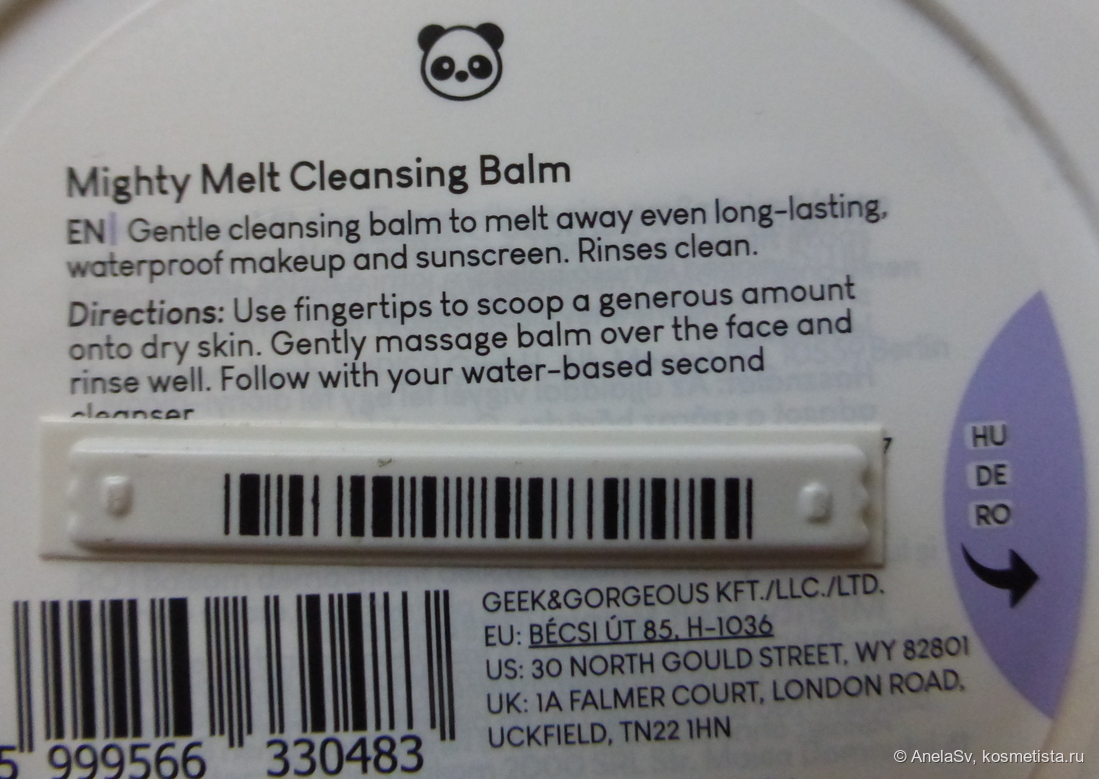 Mighty Melt Cleansing Balm
EN| Gentle cleansing balm to melt away even long-lasting,
waterproof makeup and sunscreen. Rinses clean.
Directions: Use fingertips to scoop a generous amount
onto dry skin. Gently massage balm over the face and
rinse well. Follow with your water-based second
cleanser
HU
DE
RO
GEEK&GORGEOUS KFT./LLC./LTD.
EU: BÉCSI ÚT 85, H-1036
US: 30 NORTH GOULD STREET, WY 82801
UK: 1A FALMER COURT, LONDON ROAD,
UCKFIELD, TN22 1HN
5 999566 330483
© AnelaSv, kosmetista.ru